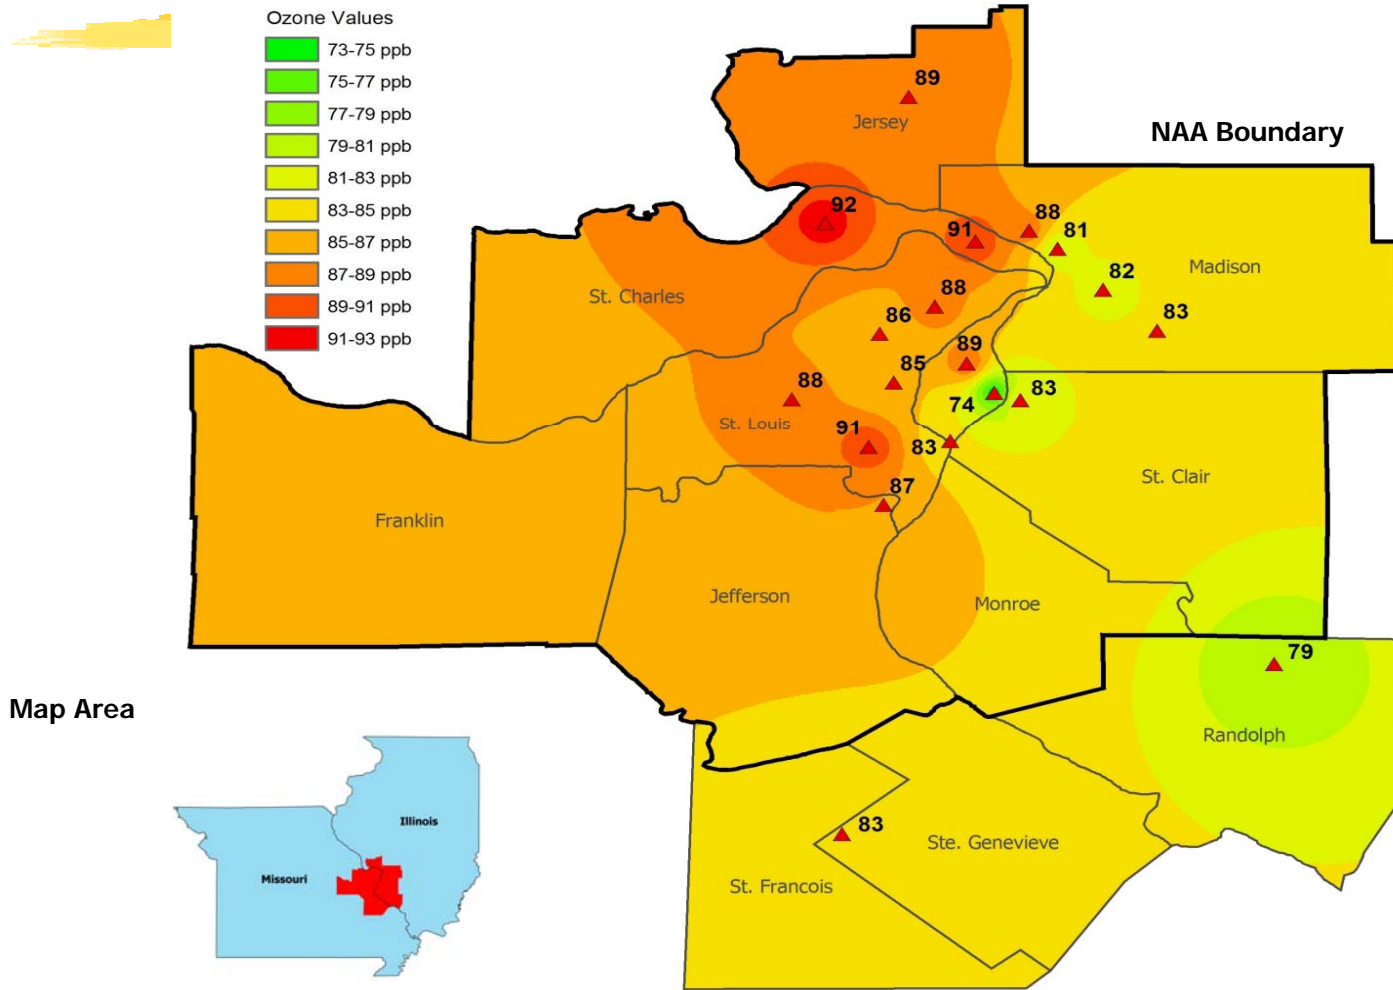 Ozone Values
73-75 ppb
75-77 ppb
77-79 ppb
79-81 ppb
81-83 ppb
83-85 ppb
85-87 ppb
87-89 ppb
89-91 ppb
91-93 ppb
89
Jersey
NAA Boundary
92
91
88
81
Madison
82
St. Charles
88
86
83
89
85
88
74
83
St. Louis
91
83
St. Clair
87
Franklin
Jefferson
Monroe
79
Map Area
Randolph
Illinois
Missouri
83
Ste. Genevieve
St. Francois